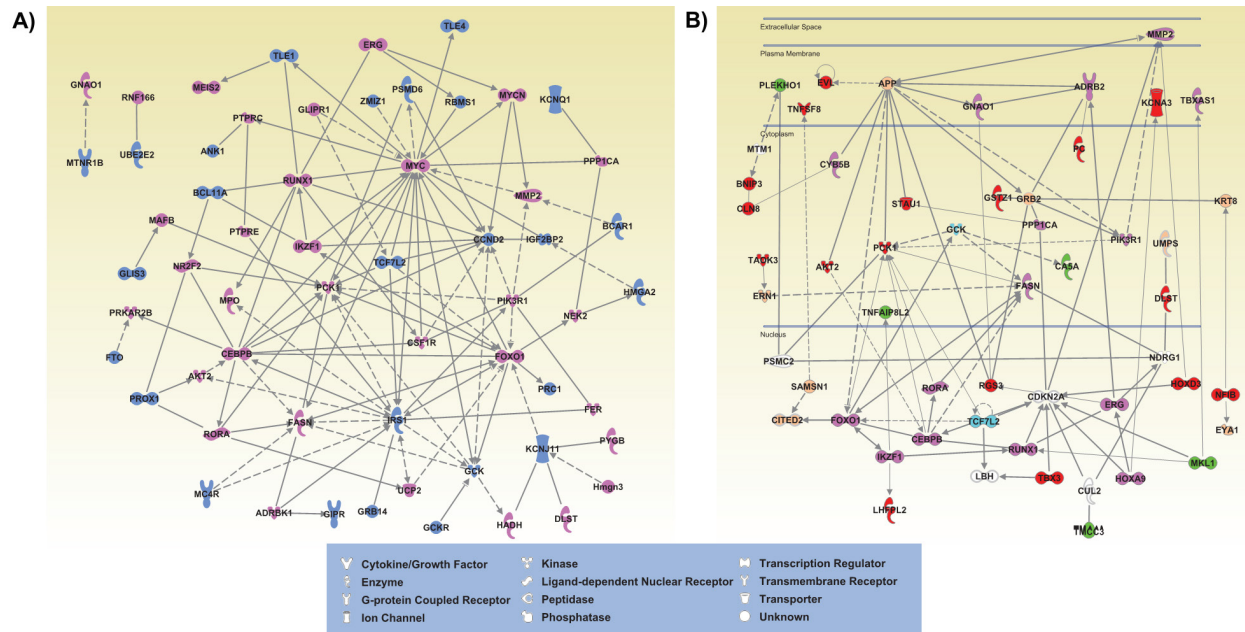 A)
TLE4
ERG
TLE1
GNAO1
MEIS2
PSMD6
MYCN
RNF166
GLIPR1
ZMIZ1
RBMS1
KCNQ1
PTPRC
ANK1
MTNR1B
UBE2E2
MYC
PPP1CA
RUNX1
BCL11A
MMP2
MAFB
BCAR1
PTPRE
IKZF1
CCND2
IGF2BP2
GLIS3
NR2F2
TCF7L2
PCK1
HMGA2
MPO
PIK3R1
NEK2
PRKAR2B
CSF1R
FTO
CEBPB
FOXO1
AKT2
PRC1
PROX1
FER
FASN
IRS1
RORA
PYGB
KCNJ11
GCK
MC4R
UCP2
Hmgn3
ADRBK1
GIPR
GRB14
GCKR
HADH
DLST
B)
Extracellular Space
MMP2
Plasma Membrane
PLEKHO1
EVL
APP
ADRB2
TNFSF8
GNAO1
KCNA3
TBXAS1
Cytoplasm
MTM1
CYB5B
PC
BNIP3
CLN8
STAU1
GSTZ1
GRB2
KRT8
PPP1CA
GCK
PIK3R1
UMPS
PCK1
TAOK3
AKT2
CA5A
ERN1
FASN
DLST
TNFAIP8L2
Nucleus
PSMC2
NDRG1
SAMSN1
RORA
RGS3
HOXD3
CDKN2A
NFIB
CITED2
FOXO1
TCF7L2
ERG
EYA1
CEBPB
RUNX1
IKZF1
MKL1
LBH
TBX3
HOXA9
CUL2
LHFPL2
TMCC3
Cytokine/Growth Factor
Enzyme
G-protein Coupled Receptor
Ion Channel
Kinase
Ligand-dependent Nuclear Receptor
Peptidase
Phosphatase
Transcription Regulator
Transmembrane Receptor
Transporter
Unknown